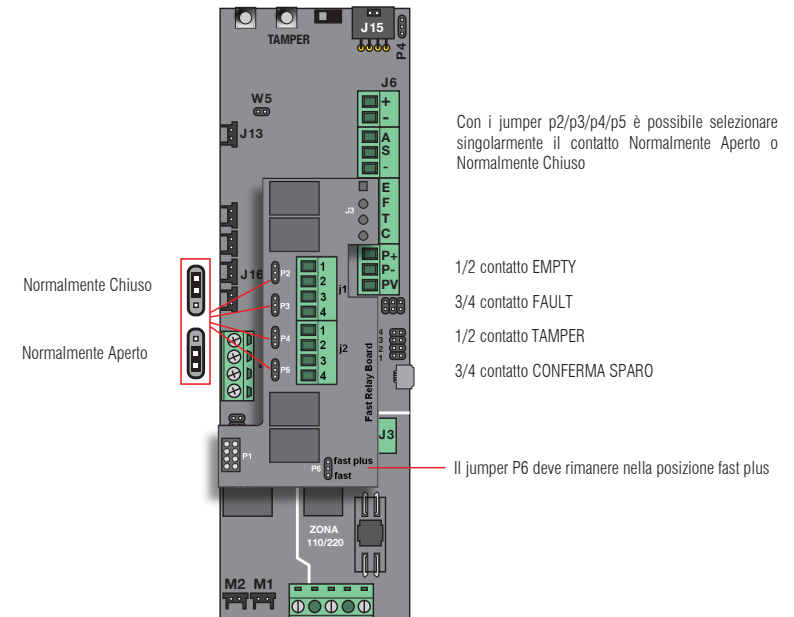 TAMPER
J15
P4
J6
W5
+
-
J13
A
S
-
Con i jumper p2/p3/p4/p5 è possibile selezionare
singolarmente il contatto Normalmente Aperto o
Normalmente Chiuso
E
F
T
C
J3
P+
P-
PV
J16
P2
P3
P4
P5
1
2
3
4
j1
1
2
3
4
j2
Normalmente Chiuso
Normalmente Aperto
1/2 contatto EMPTY
3/4 contatto FAULT
1/2 contatto TAMPER
3/4 contatto CONFERMA SPARO
4
3
2
1
Fast Relay Board
J3
P1
P6
fast plus
fast
Il jumper P6 deve rimanere nella posizione fast plus
ZONA
110/220
M2
M1